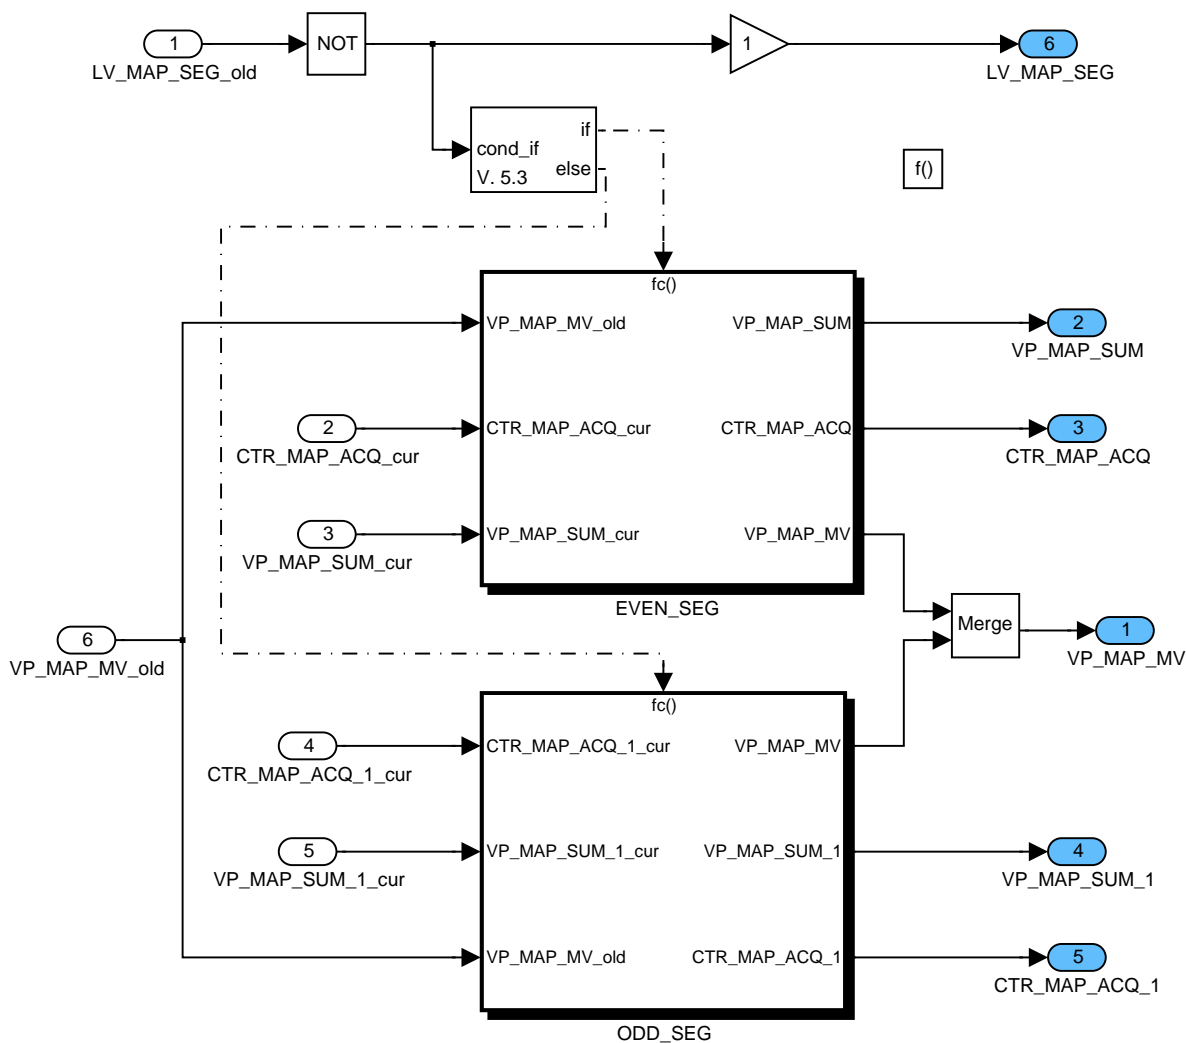 1
NOT
1
6
LV_MAP_SEG_old
LV_MAP_SEG
if
cond_if
else
V. 5.3
f()
fc()
VP_MAP_MV_old
VP_MAP_SUM
2
VP_MAP_SUM
2
CTR_MAP_ACQ_cur
CTR_MAP_ACQ_cur
CTR_MAP_ACQ
3
CTR_MAP_ACQ
3
VP_MAP_SUM_cur
VP_MAP_SUM_cur
VP_MAP_MV
EVEN_SEG
Merge
1
VP_MAP_MV
6
VP_MAP_MV_old
fc()
4
CTR_MAP_ACQ_1_cur
CTR_MAP_ACQ_1_cur
VP_MAP_MV
5
VP_MAP_SUM_1_cur
VP_MAP_SUM_1_cur
VP_MAP_SUM_1
4
VP_MAP_SUM_1
VP_MAP_MV_old
CTR_MAP_ACQ_1
5
CTR_MAP_ACQ_1
ODD_SEG